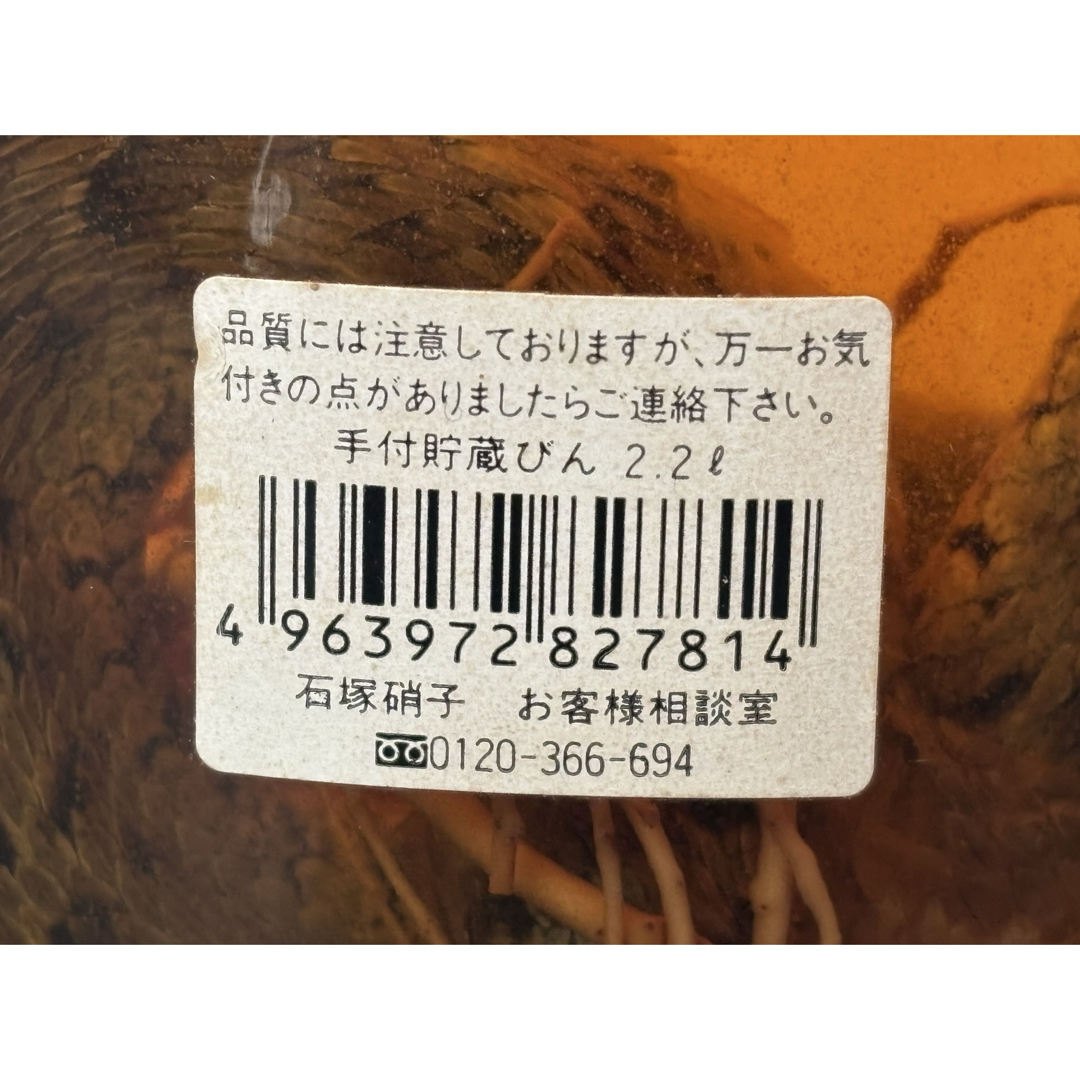 品質には注意しておりますが、万一お気
付きの点がありましたらご連絡下さい。
手付貯蔵びん 2.2ℓ
4 963972 827814
石塚硝子 お客様相談室
0120-366-694